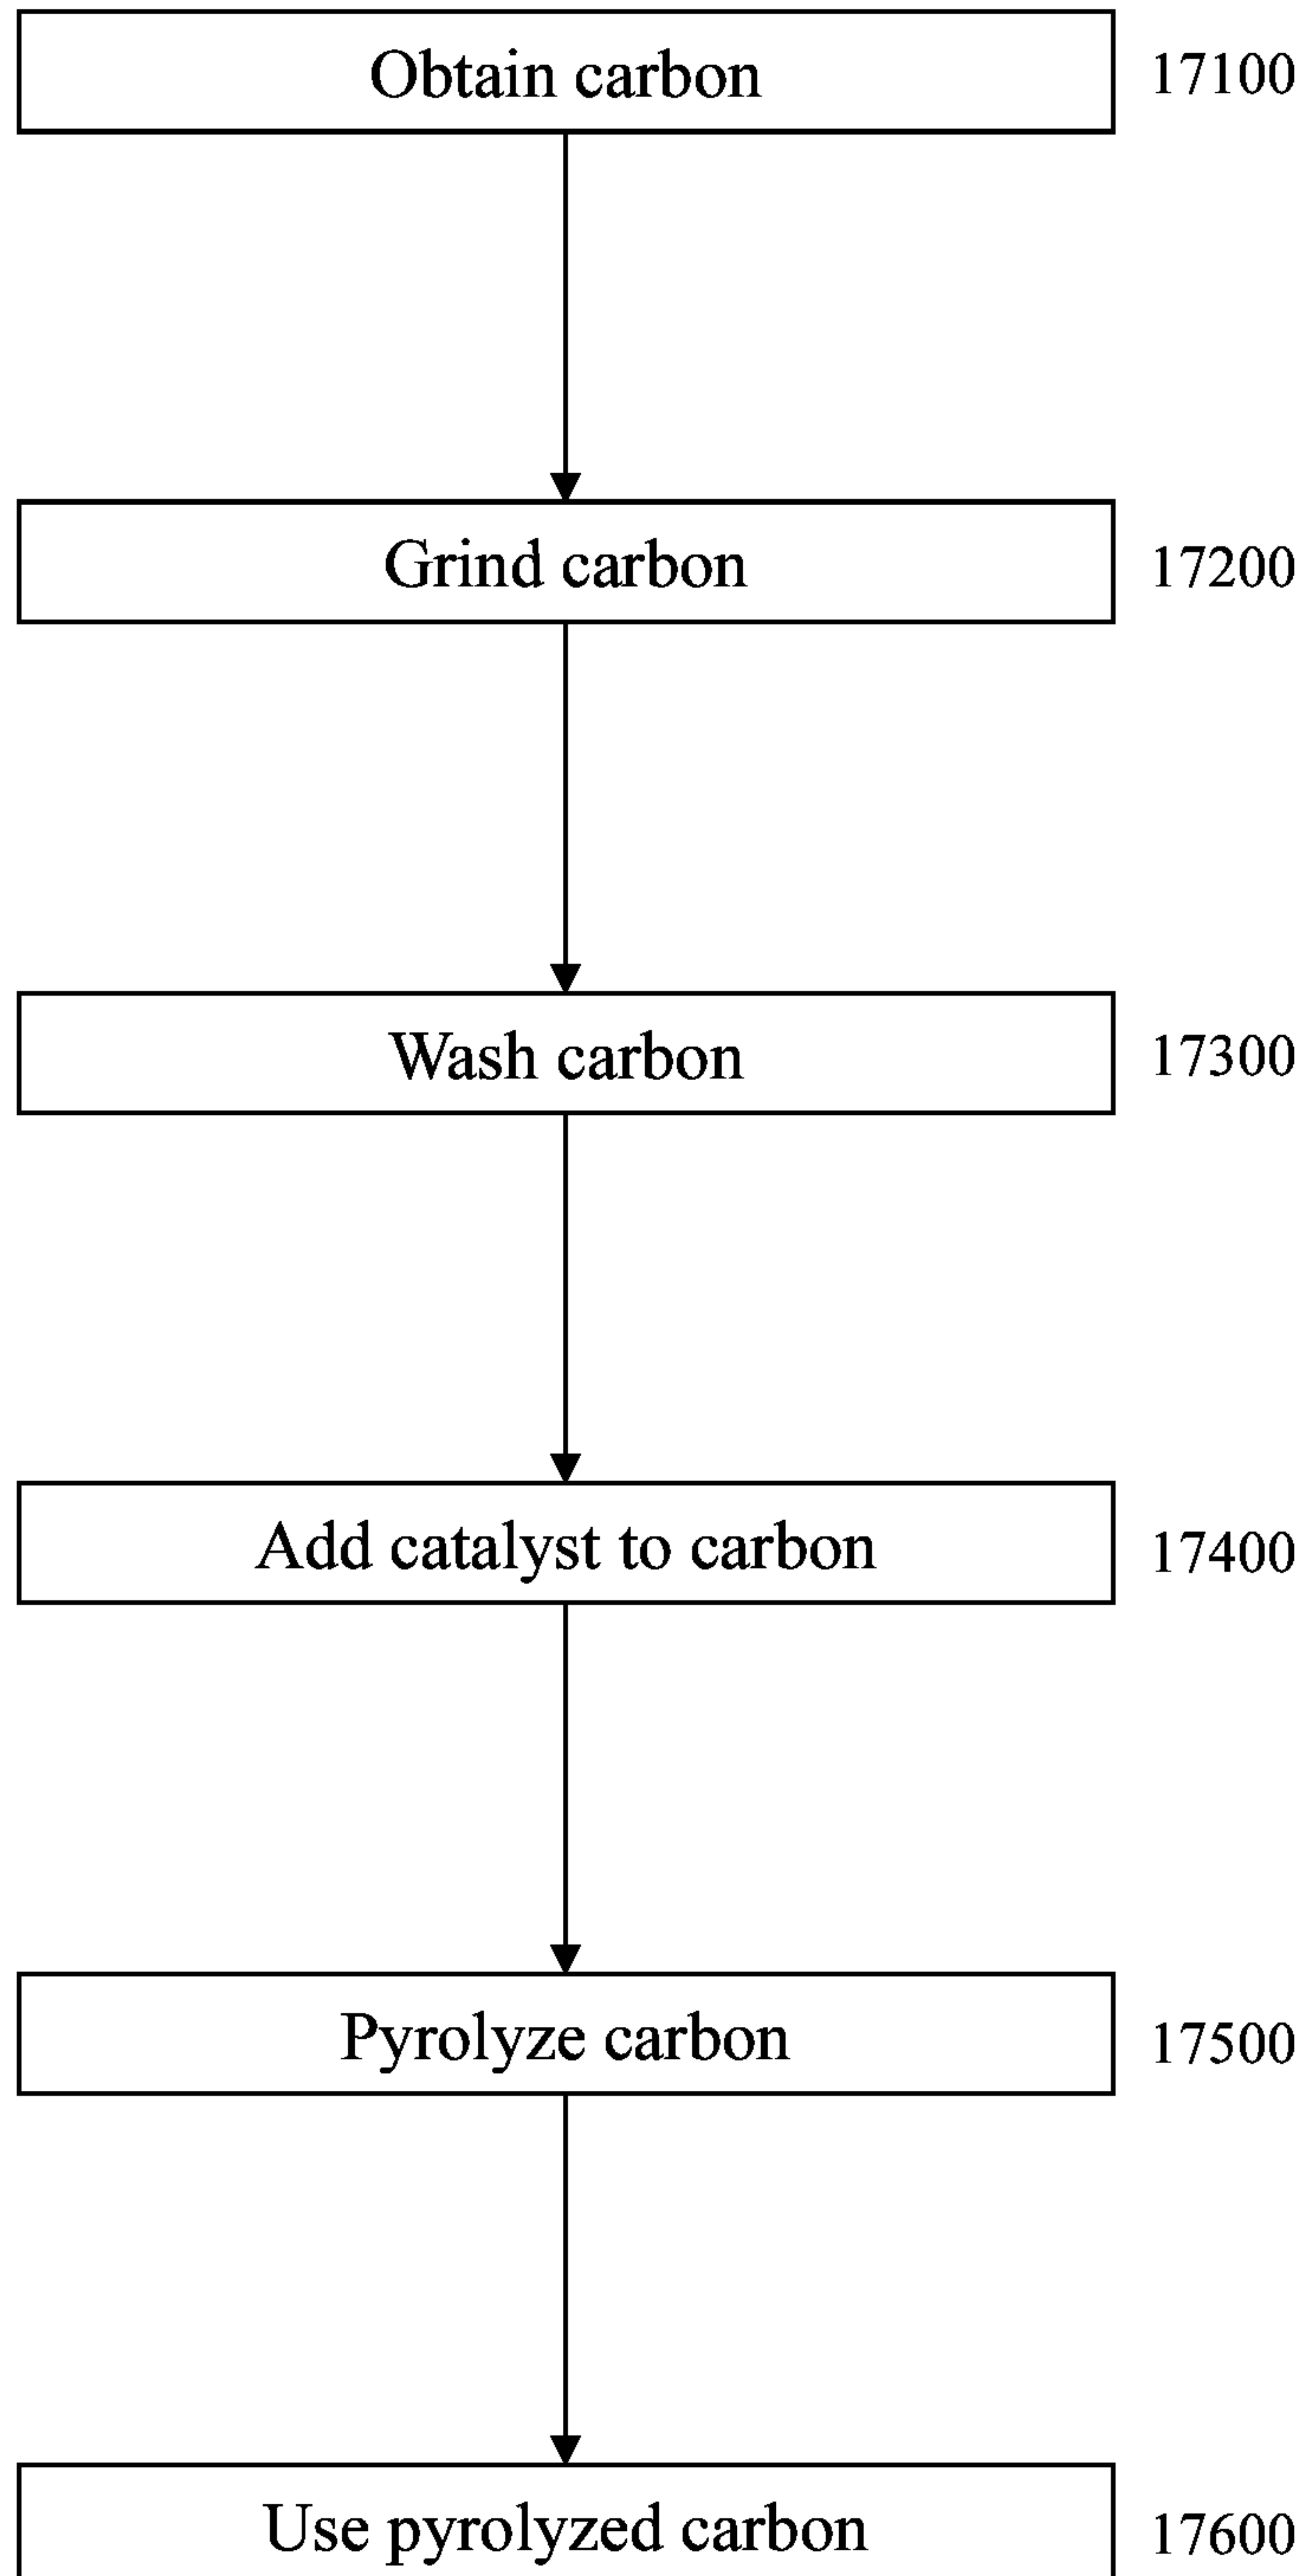 Obtain carbon 17100
Grind carbon 17200
Wash carbon 17300
Add catalyst to carbon 17400
Pyrolyze carbon 17500
Use pyrolyzed carbon 17600